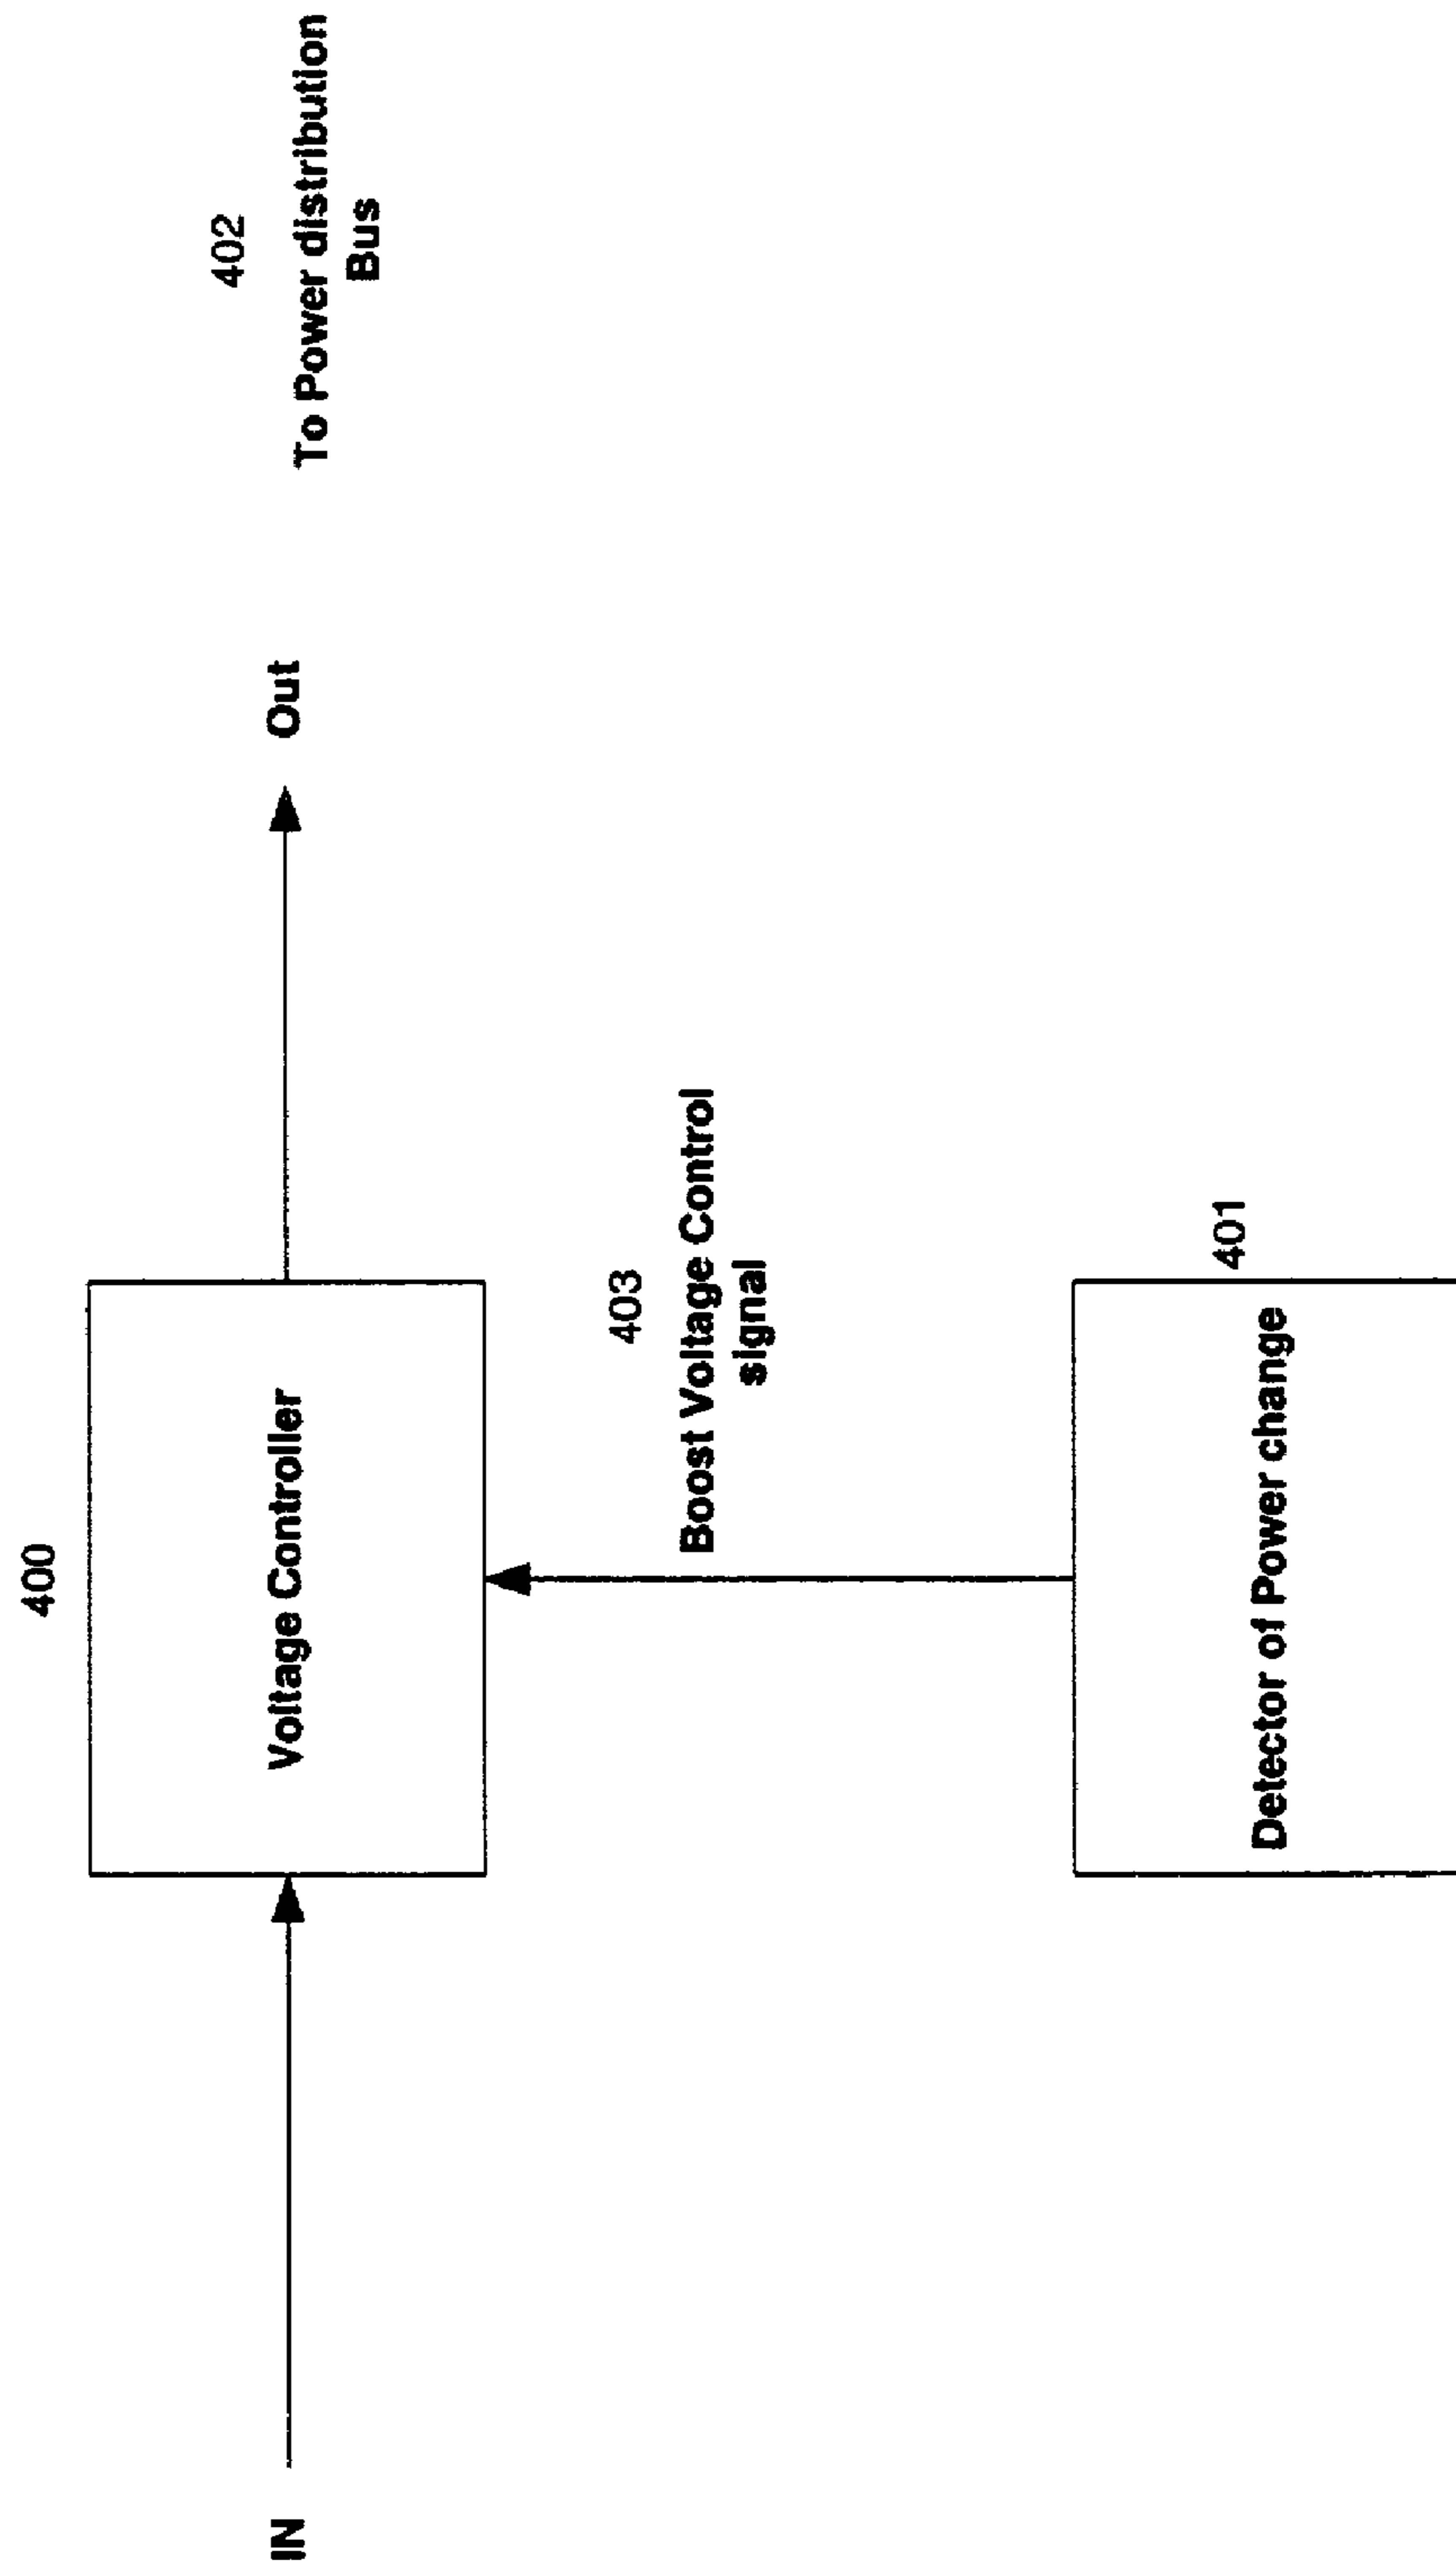 400
402
IN
Voltage Controller
Out
To Power distribution
Bus
403
Boost Voltage Control
signal
401
Detector of Power change